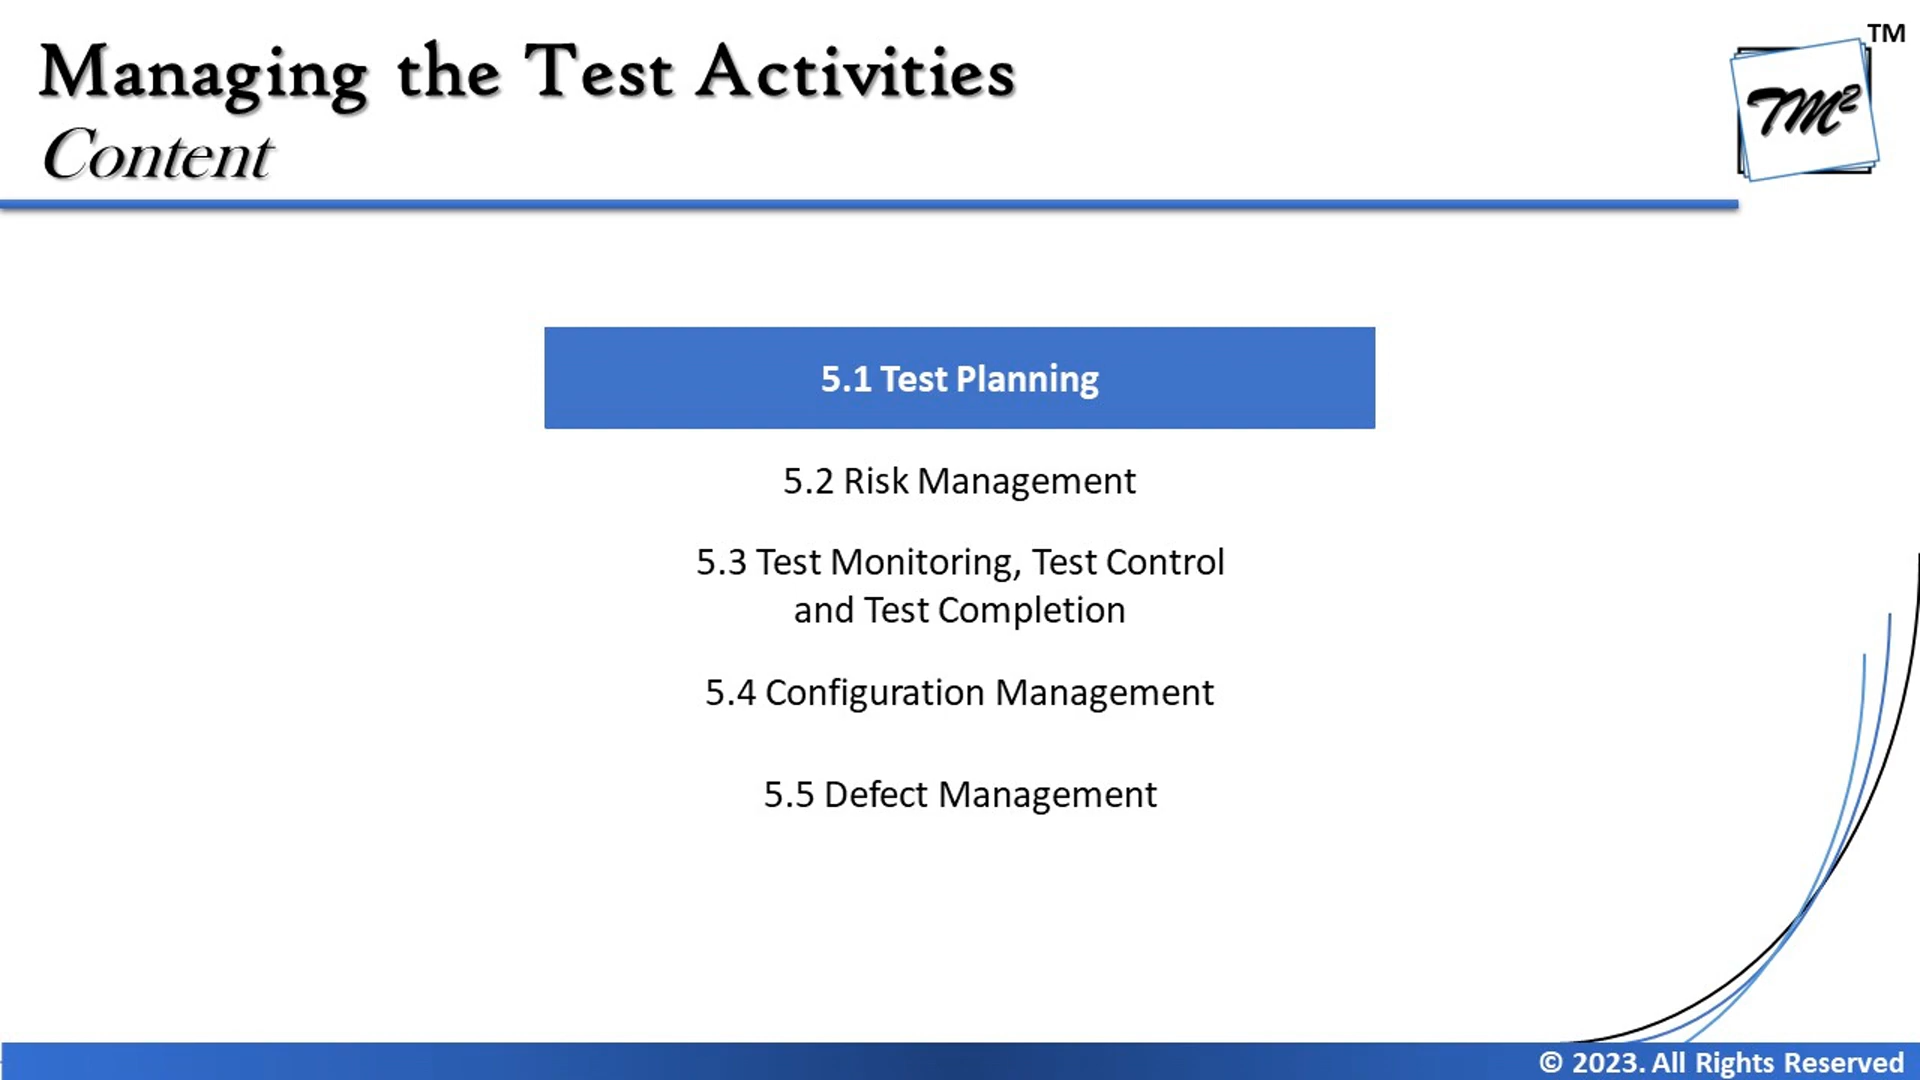 Managing the Test Activities
Content
TM
TM²
5.1 Test Planning
5.2 Risk Management
5.3 Test Monitoring, Test Control
and Test Completion
5.4 Configuration Management
5.5 Defect Management
© 2023. All Rights Reserved